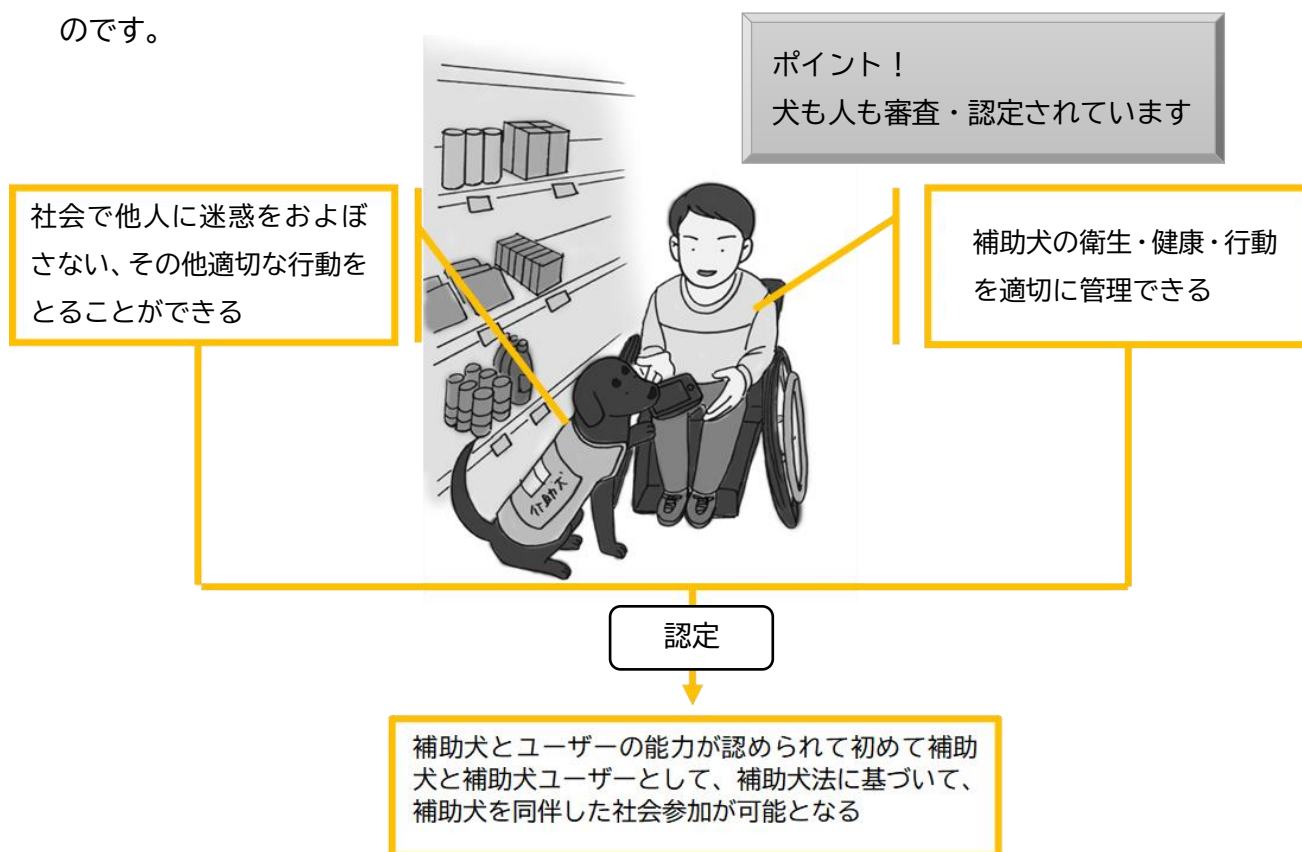 のです。
ポイント！
犬も人も審査・認定されています
社会で他人に迷惑をおよぼ
さない、その他適切な行動を
とることができる
補助犬の衛生・健康・行動
を適切に管理できる
介助犬
認定
補助犬とユーザーの能力が認められて初めて補助
犬と補助犬ユーザーとして、補助犬法に基づいて、
補助犬を同伴した社会参加が可能となる